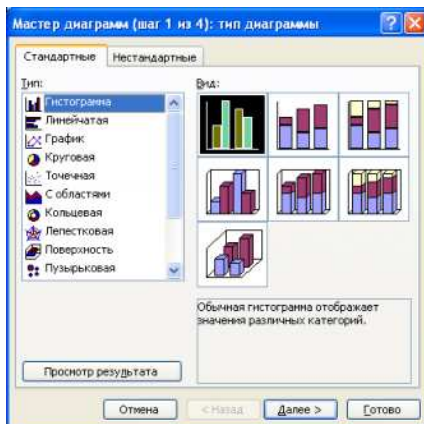 Мастер диаграмм (шаг 1 из 4): тип диаграммы
Стандартные Нестандартные
Тип:
Гистограмма
Линейчатая
График
Круговая
Точечная
С областями
Кольцевая
Лепестковая
Поверхность
Пузырьковая
Вид:
Обычная гистограмма отображает
значения различных категорий.
Просмотр результата
Отмена < Назад Далее > Готово